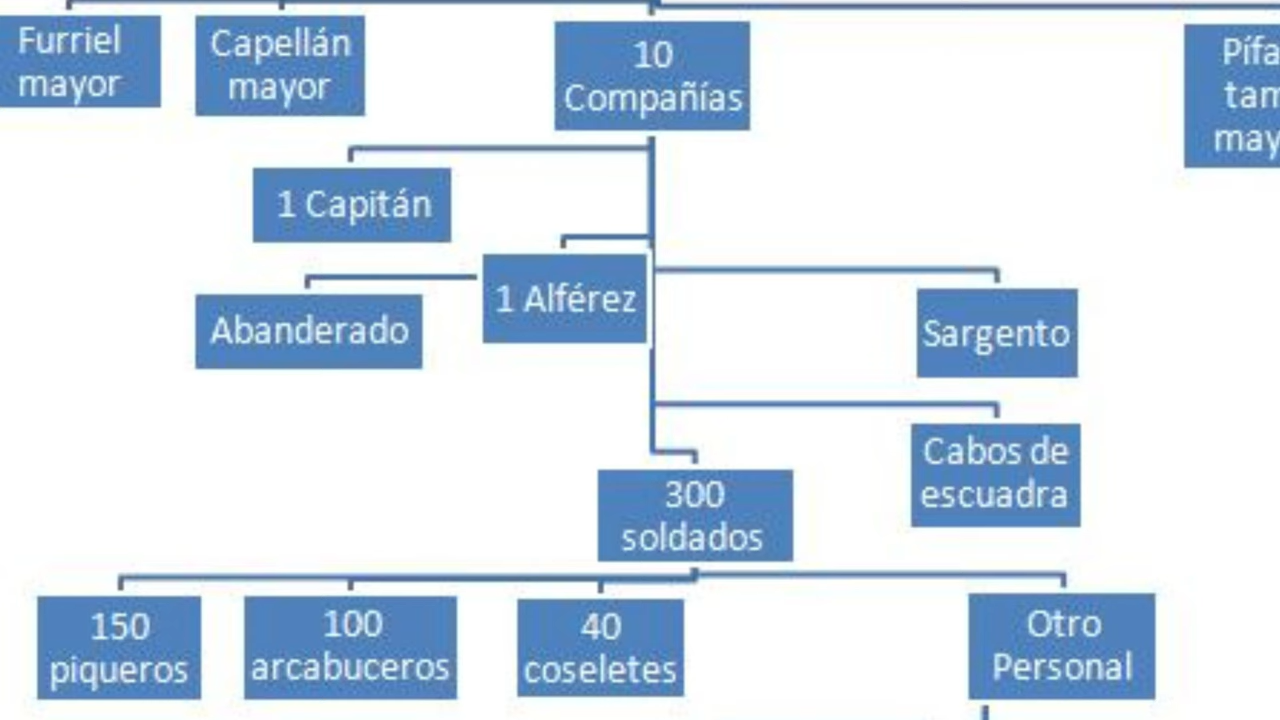 Furriel
mayor
Capellán
mayor
10
Compañías
1 Capitán
1 Alférez
Abanderado
Sargento
Cabos de
escuadra
300
soldados
150
piqueros
100
arcabuceros
40
coseletes
Otro
Personal